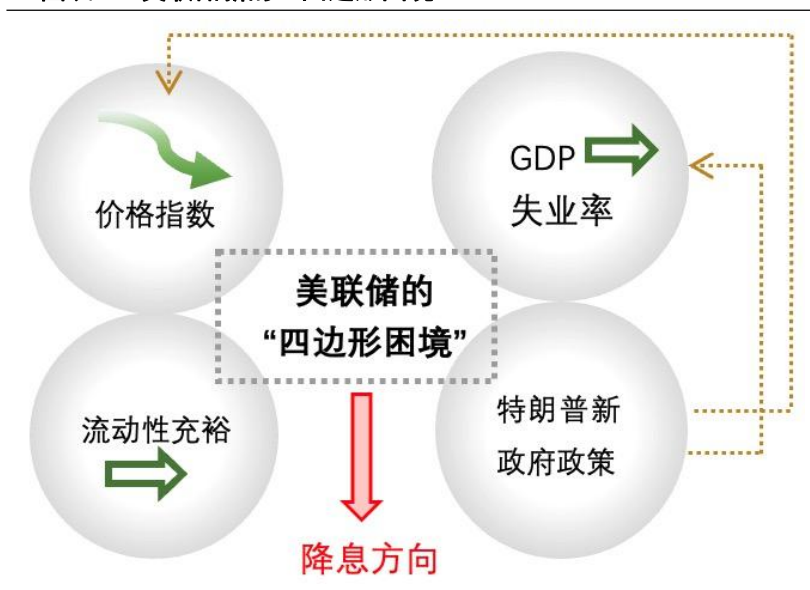 价格指数
GDP
失业率
美联储的
“四边形困境”
流动性充裕
特朗普新
政府政策
降息方向